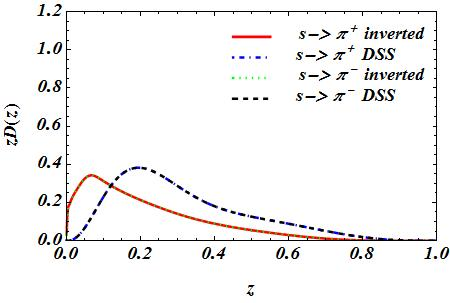 1.2
1.0
0.8
0.6
0.4
0.2
0.0
zD(z)
s−> π⁺ inverted
s−> π⁺ DSS
s−> π⁻ inverted
s−> π⁻ DSS
0.0 0.2 0.4 0.6 0.8 1.0
z